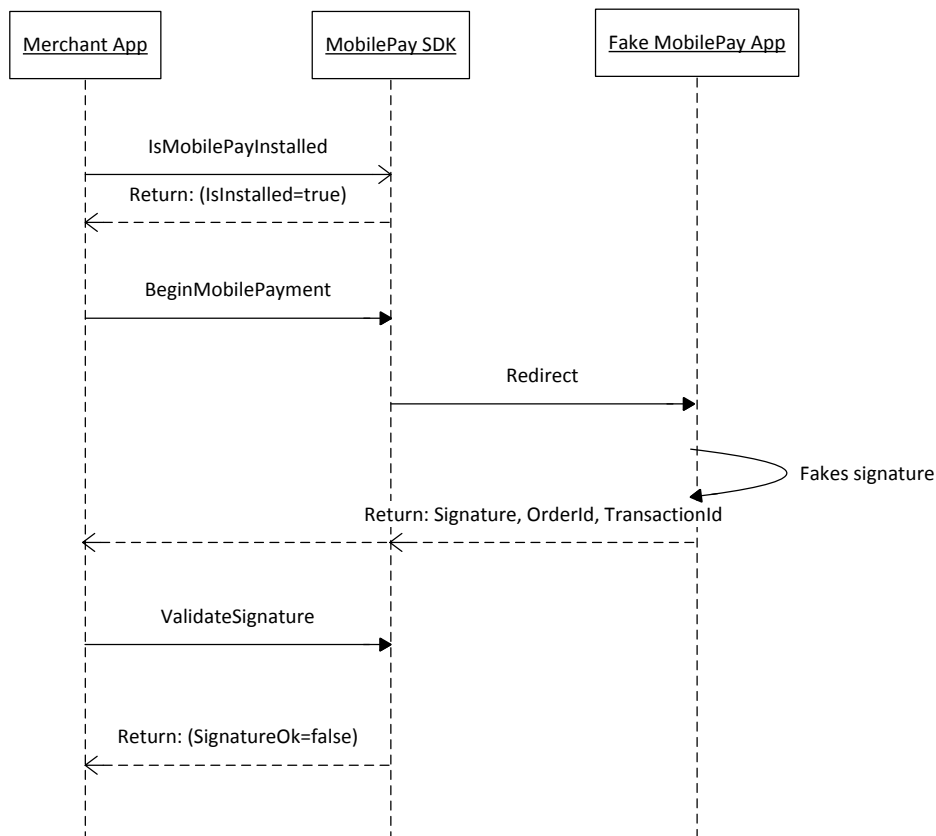 Merchant App
MobilePay SDK
Fake MobilePay App
IsMobilePayInstalled
Return: (IsInstalled=true)
BeginMobilePayment
Redirect
Fakes signature
Return: Signature, OrderId, TransactionId
ValidateSignature
Return: (SignatureOk=false)